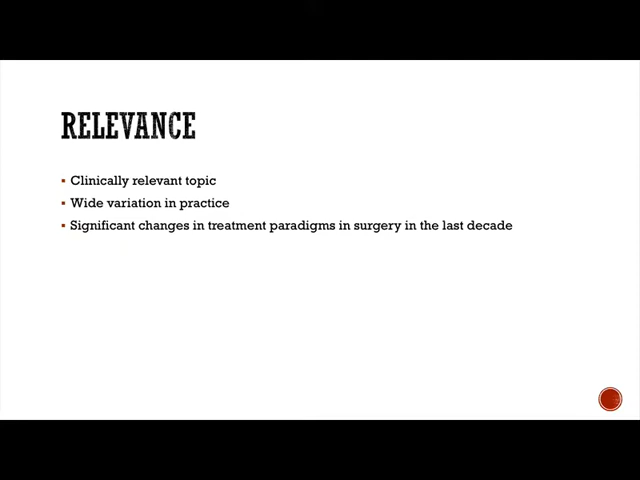 RELEVANCE
▪ Clinically relevant topic
▪ Wide variation in practice
▪ Significant changes in treatment paradigms in surgery in the last decade